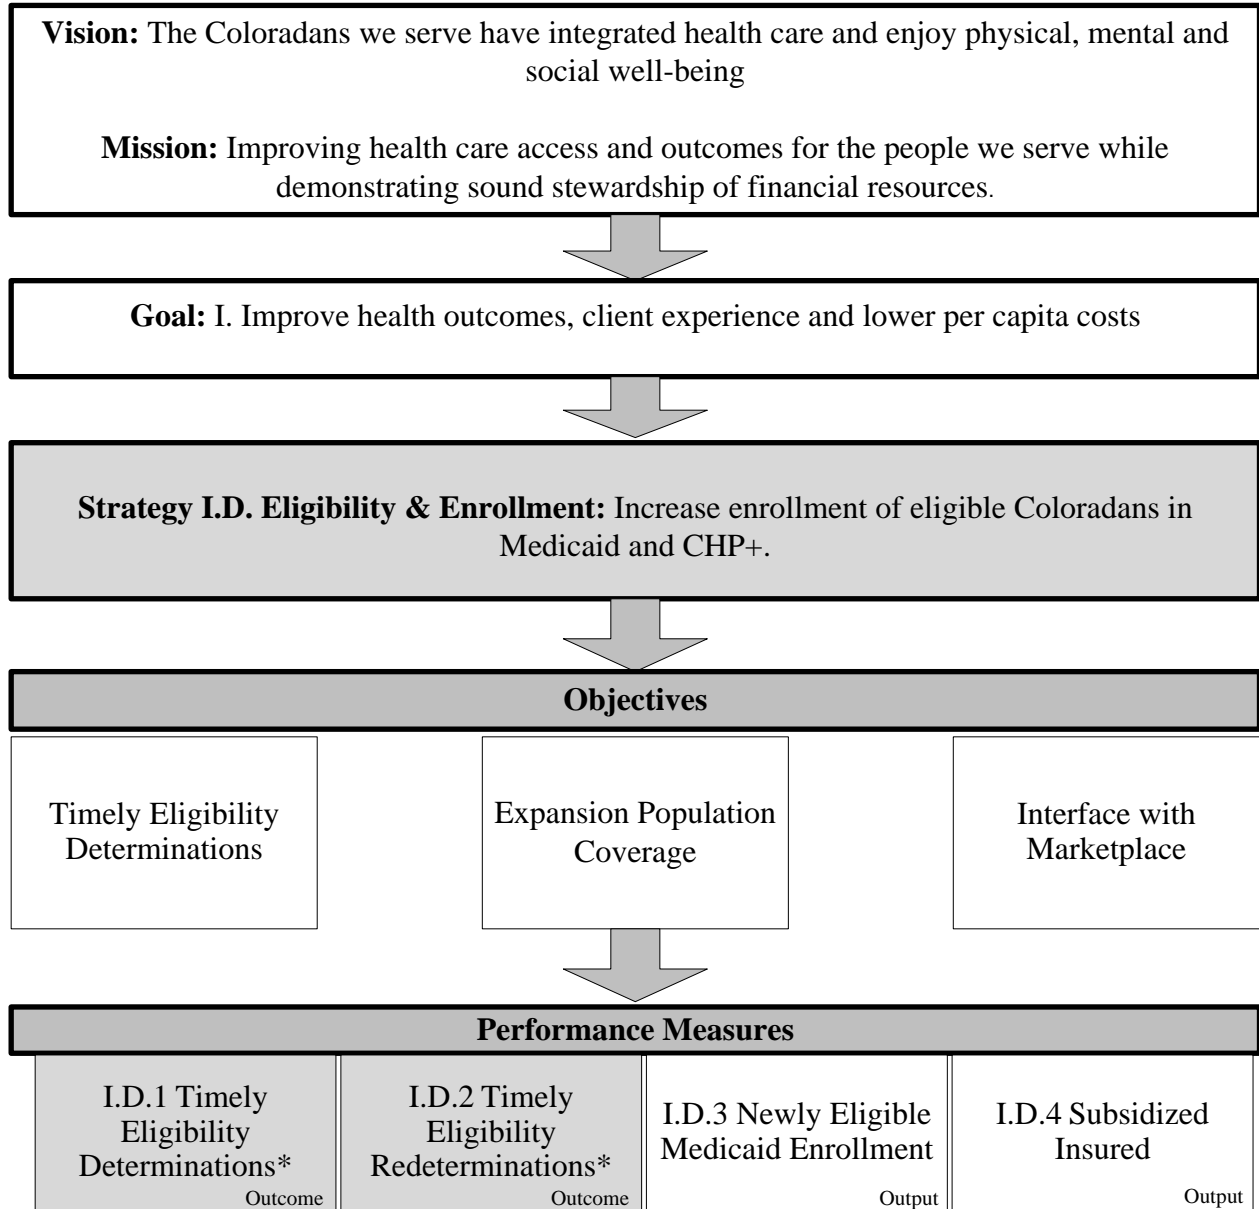 Vision: The Coloradans we serve have integrated health care and enjoy physical, mental and
social well-being
Mission: Improving health care access and outcomes for the people we serve while
demonstrating sound stewardship of financial resources.
Goal: I. Improve health outcomes, client experience and lower per capita costs
Strategy I.D. Eligibility & Enrollment: Increase enrollment of eligible Coloradans in
Medicaid and CHP+.
Objectives
Timely Eligibility
Determinations
Expansion Population
Coverage
Interface with
Marketplace
Performance Measures
I.D.1 Timely
Eligibility
Determinations*
Outcome
I.D.2 Timely
Eligibility
Redeterminations*
Outcome
I.D.3 Newly Eligible
Medicaid Enrollment
Output
I.D.4 Subsidized
Insured
Output